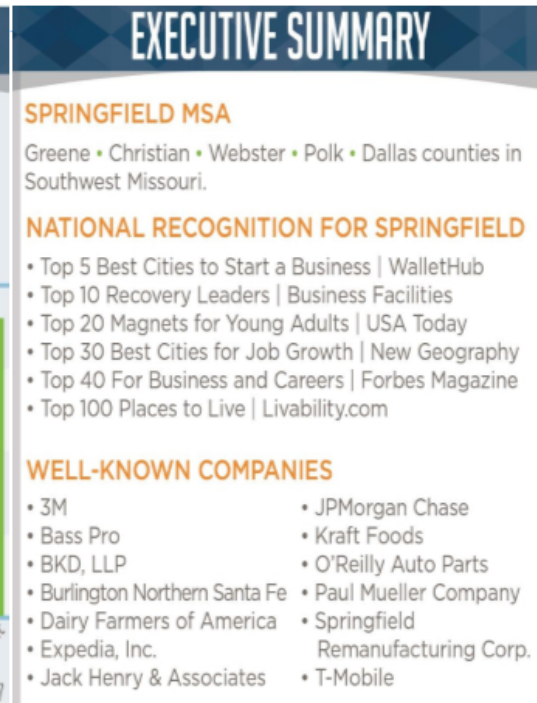 EXECUTIVE SUMMARY
SPRINGFIELD MSA
Greene • Christian • Webster • Polk • Dallas counties in
Southwest Missouri.
NATIONAL RECOGNITION FOR SPRINGFIELD
• Top 5 Best Cities to Start a Business | WalletHub
• Top 10 Recovery Leaders | Business Facilities
• Top 20 Magnets for Young Adults | USA Today
• Top 30 Best Cities for Job Growth | New Geography
• Top 40 For Business and Careers | Forbes Magazine
• Top 100 Places to Live | Livability.com
WELL-KNOWN COMPANIES
• 3M
• Bass Pro
• BKD, LLP
• Burlington Northern Santa Fe
• Dairy Farmers of America
• Expedia, Inc.
• Jack Henry & Associates
• JPMorgan Chase
• Kraft Foods
• O'Reilly Auto Parts
• Paul Mueller Company
• Springfield
Remanufacturing Corp.
• T-Mobile